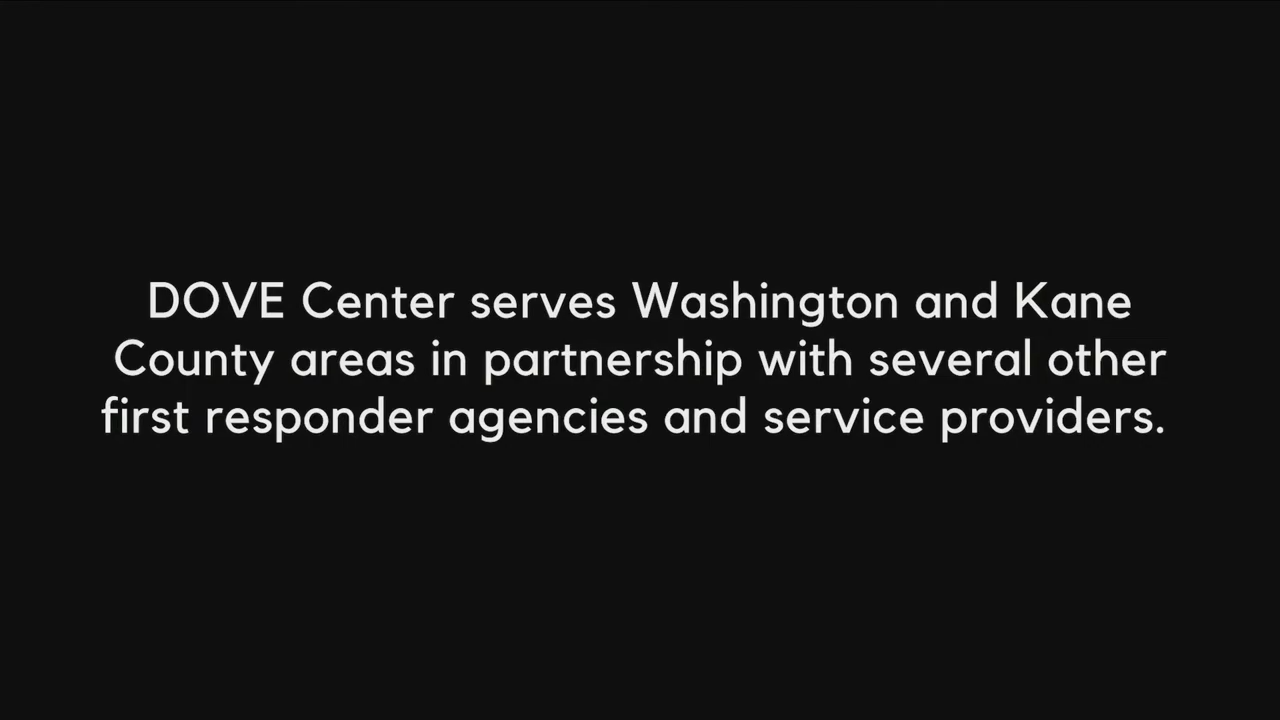 DOVE Center serves Washington and Kane
County areas in partnership with several other
first responder agencies and service providers.